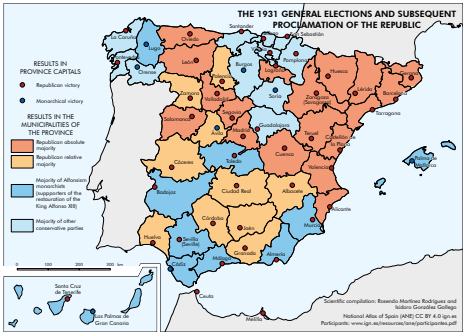 THE 1931 GENERAL ELECTIONS AND SUBSEQUENT
PROCLAMATION OF THE REPUBLIC
RESULTS IN
PROVINCE CAPITALS
Republican victory
Monarchical victory
RESULTS IN THE
MUNICIPALITIES OF
THE PROVINCE
Republican absolute
majority
Republican relative
majority
Majority of Alfonsism
monarchists
(supporters of the
restauration of the
King Alfonso XIII)
Majority of other
conservative parties
La Coruña
Lugo
Orense
Oviedo
León
Santander
San Sebastián
Pamplona
Burgos
Logroño
Palencia
Zamora
Valladolid
Soria
Huesca
Lérida
Gerona
Barcelona
Tarragona
Zaragoza
(Saragossa)
Salamanca
Segovia
Ávila
Madrid
Guadalajara
Teruel
Castellón de
la Plana
Cuenca
Toledo
Cáceres
Valencia
Palma de
Mallorca
Badajoz
Ciudad Real
Albacete
Alicante
Murcia
Córdoba
Jaén
Huelva
Sevilla
(Seville)
Granada
Almería
Málaga
Cádiz
Ceuta
Melilla
0 100 200 300 km
Santa Cruz
de Tenerife
Las Palmas de
Gran Canaria
Scientific compilation: Rosendo Martínez Rodríguez and
Isidoro González Gallego
National Atlas of Spain (ANE) CC BY 4.0 ign.es
Participants: www.ign.es/resources/ane/participantes.pdf